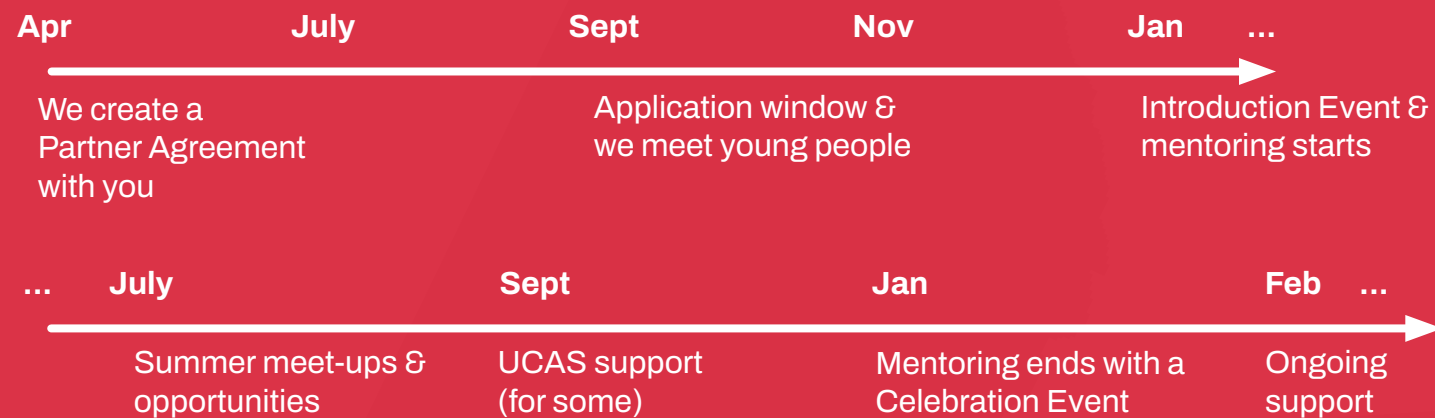 Apr July Sept Nov Jan ...
We create a
Partner Agreement
with you
Application window &
we meet young people
Introduction Event &
mentoring starts
... July Sept Jan Feb ...
Summer meet-ups &
opportunities
UCAS support
(for some)
Mentoring ends with a
Celebration Event
Ongoing
support